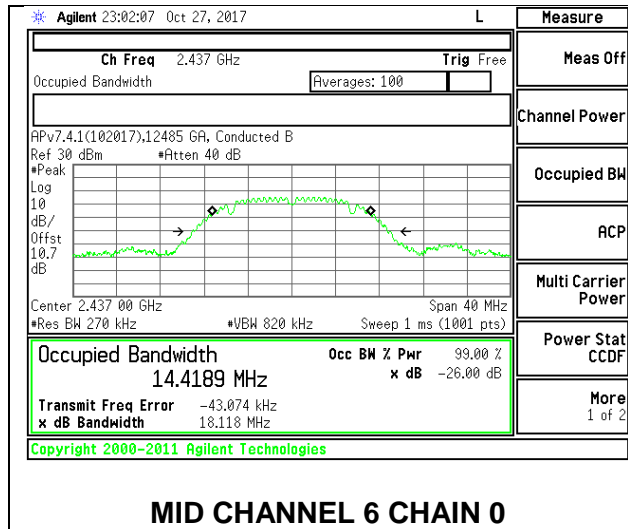 Agilent 23:02:07 Oct 27, 2017 L Measure
Ch Freq 2.437 GHz Trig Free
Occupied Bandwidth Averages: 100
Meas Off
Channel Power
APv7.4.1(102017),12485 GA, Conducted B
Ref 30 dBm #Atten 40 dB
#Peak
Log
10
dB/
Offst
10.7
dB
Occupied BW
ACP
Multi Carrier
Power
Center 2.437 00 GHz Span 40 MHz
#Res BW 270 kHz #VBW 820 kHz Sweep 1 ms (1001 pts)
Power Stat
CCDF
Occupied Bandwidth Occ BW % Pwr 99.00 %
14.4189 MHz x dB -26.00 dB
Transmit Freq Error -43.074 kHz
x dB Bandwidth 18.118 MHz
More
1 of 2
Copyright 2000-2011 Agilent Technologies
MID CHANNEL 6 CHAIN 0